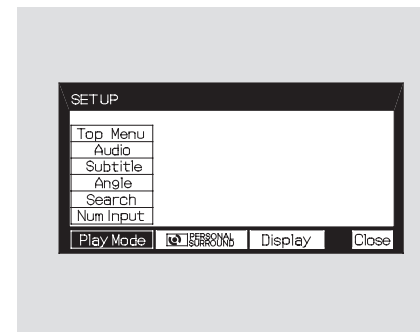 SETUP
Top Menu
Audio
Subtitle
Angle
Search
Num Input
Play Mode PERSONAL SURROUND Display Close